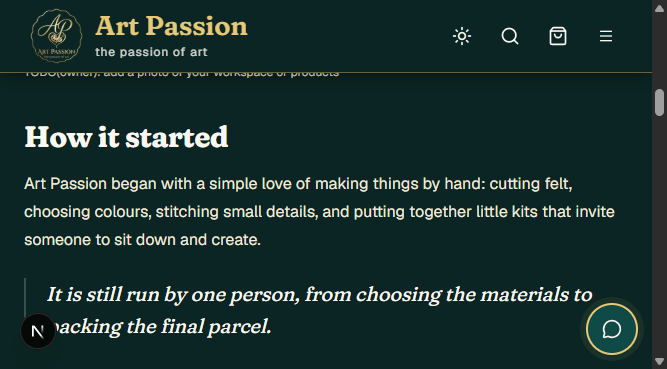 Art Passion
the passion of art
TODO(owner): add a photo of your workspace or products
How it started
Art Passion began with a simple love of making things by hand: cutting felt,
choosing colours, stitching small details, and putting together little kits that invite
someone to sit down and create.
It is still run by one person, from choosing the materials to
packing the final parcel.
N